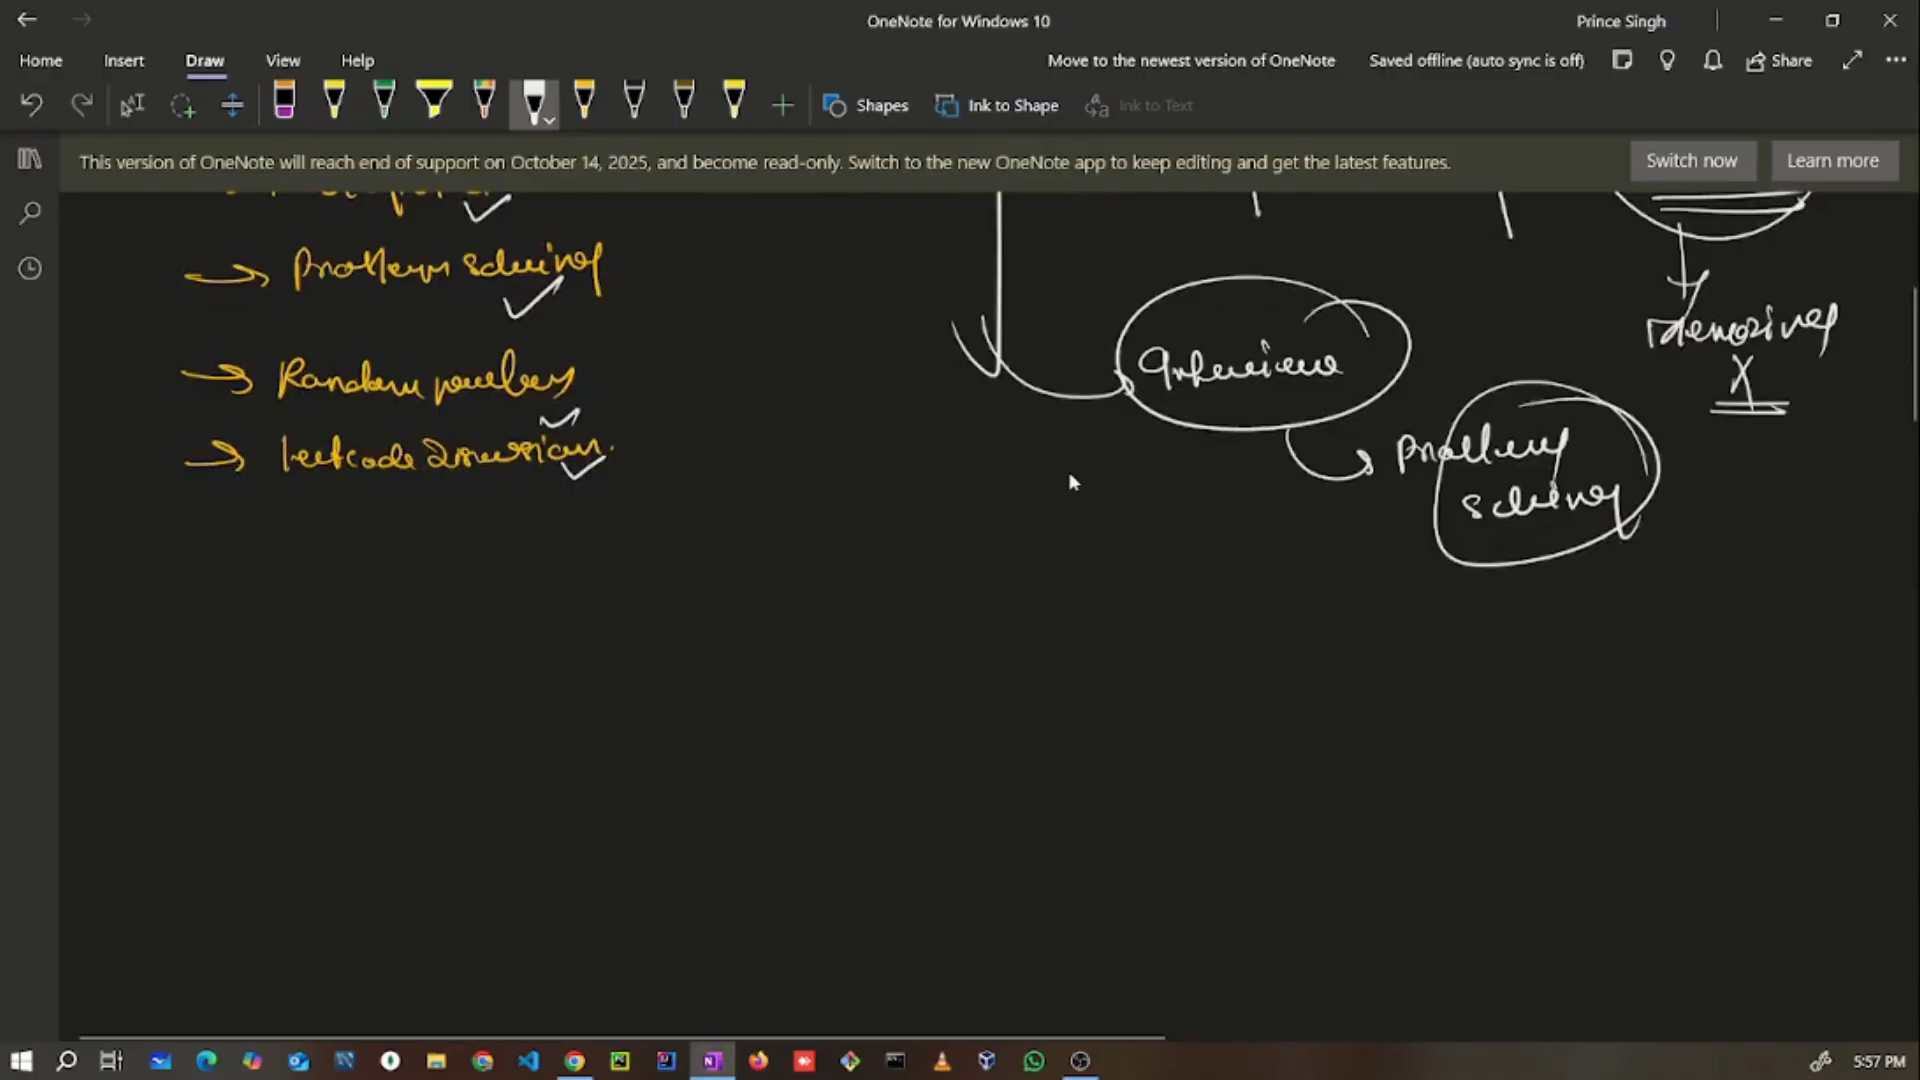 OneNote for Windows 10
Prince Singh
Home
Insert
Draw
View
Help
Move to the newest version of OneNote
Saved offline (auto sync is off)
Share
Shapes
Ink to Shape
Ink to Text
This version of OneNote will reach end of support on October 14, 2025, and become read-only. Switch to the new OneNote app to keep editing and get the latest features.
Switch now
Learn more
Problem solving
Random
leetcode Discussion.
Interview
Problem
solving
memorizing
X
5:57 PM